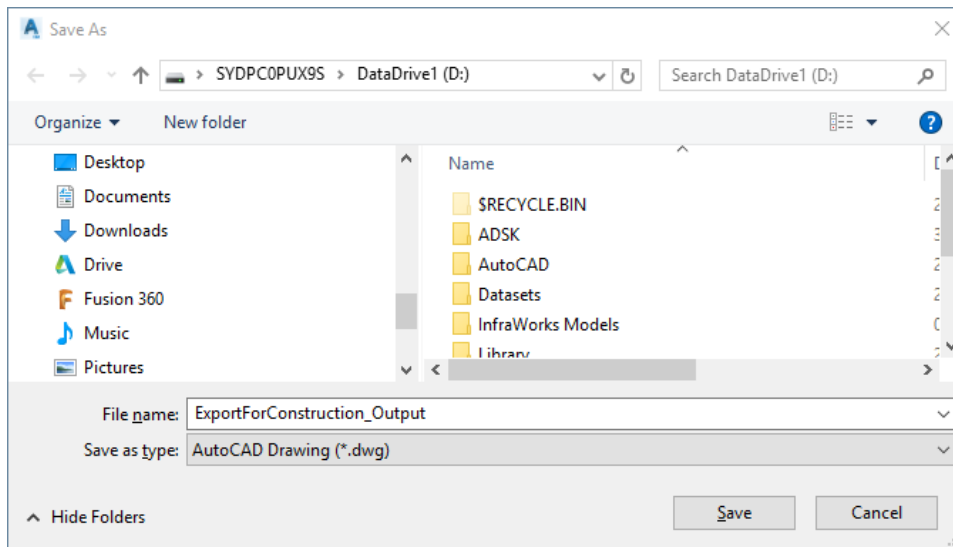 Save As
SYDPC0PUX9S > DataDrive1 (D:)
Search DataDrive1 (D:)
Organize
New folder
Desktop
Documents
Downloads
Drive
Fusion 360
Music
Pictures
Name
$RECYCLE.BIN
ADSK
AutoCAD
Datasets
InfraWorks Models
Library
File name: ExportForConstruction_Output
Save as type: AutoCAD Drawing (*.dwg)
Hide Folders
Save
Cancel